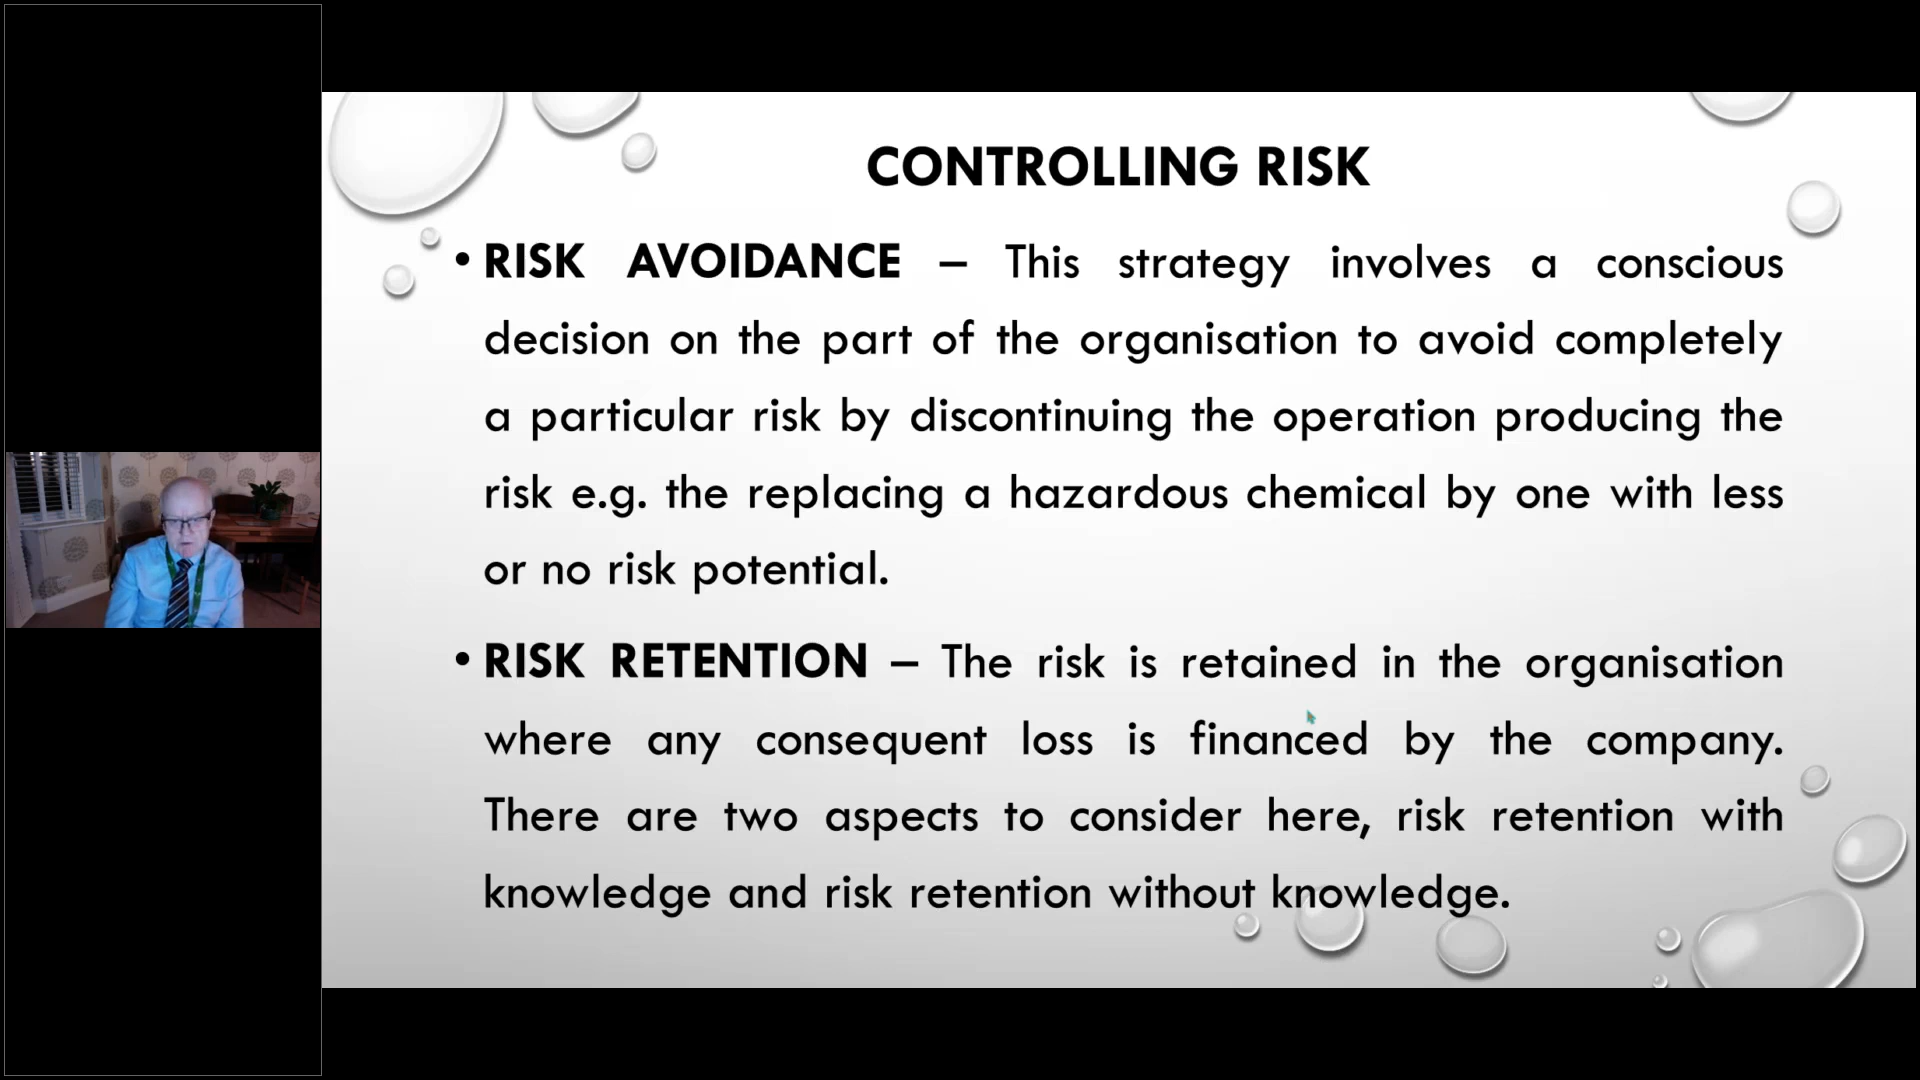 CONTROLLING RISK
• RISK AVOIDANCE – This strategy involves a conscious
decision on the part of the organisation to avoid completely
a particular risk by discontinuing the operation producing the
risk e.g. the replacing a hazardous chemical by one with less
or no risk potential.
• RISK RETENTION – The risk is retained in the organisation
where any consequent loss is financed by the company.
There are two aspects to consider here, risk retention with
knowledge and risk retention without knowledge.